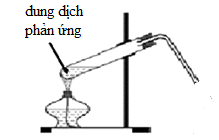 dung dịch
phản ứng